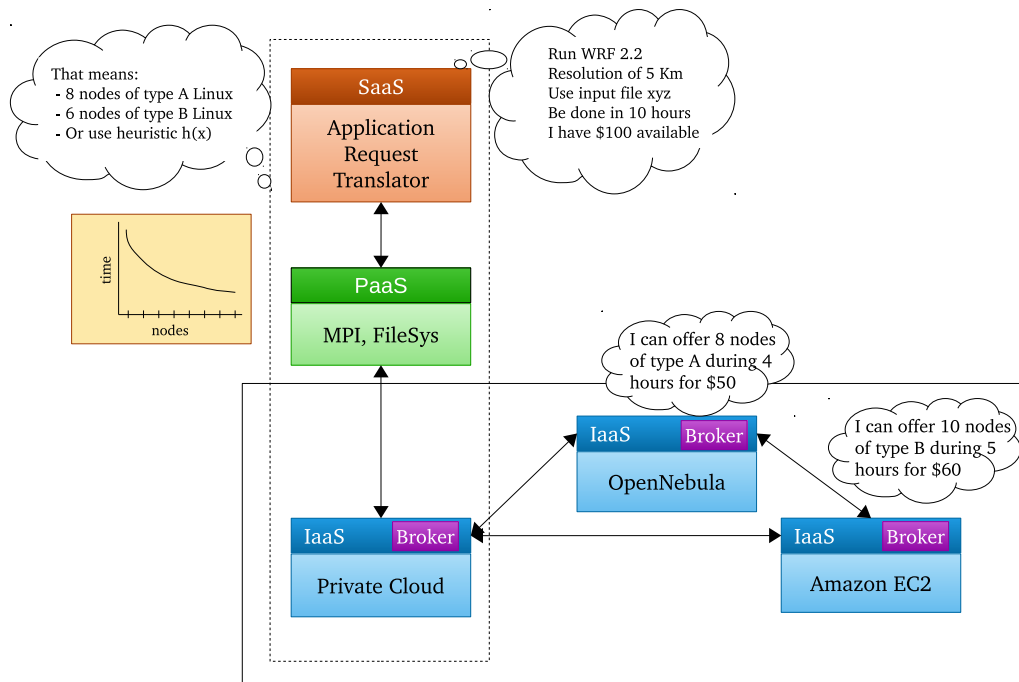 That means:
- 8 nodes of type A Linux
- 6 nodes of type B Linux
- Or use heuristic h(x)
SaaS
Application
Request
Translator
Run WRF 2.2
Resolution of 5 Km
Use input file xyz
Be done in 10 hours
I have $100 available
time
nodes
PaaS
MPI, FileSys
I can offer 8 nodes
of type A during 4
hours for $50
IaaS
Broker
OpenNebula
I can offer 10 nodes
of type B during 5
hours for $60
IaaS
Broker
Private Cloud
IaaS
Broker
Amazon EC2